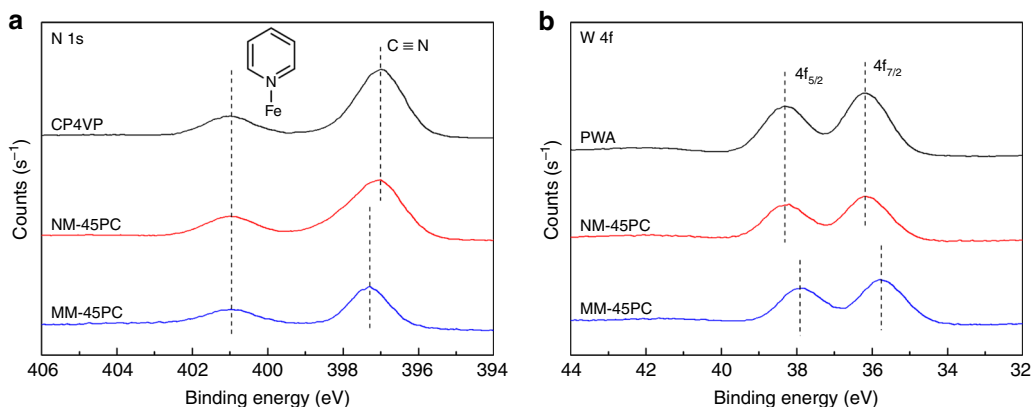 a
N 1s
C ≡ N
N
Fe
CP4VP
NM-45PC
MM-45PC
Counts (s⁻¹)
406 404 402 400 398 396 394
Binding energy (eV)
b
W 4f
4f₅/₂
4f₇/₂
PWA
NM-45PC
MM-45PC
Counts (s⁻¹)
44 42 40 38 36 34 32
Binding energy (eV)